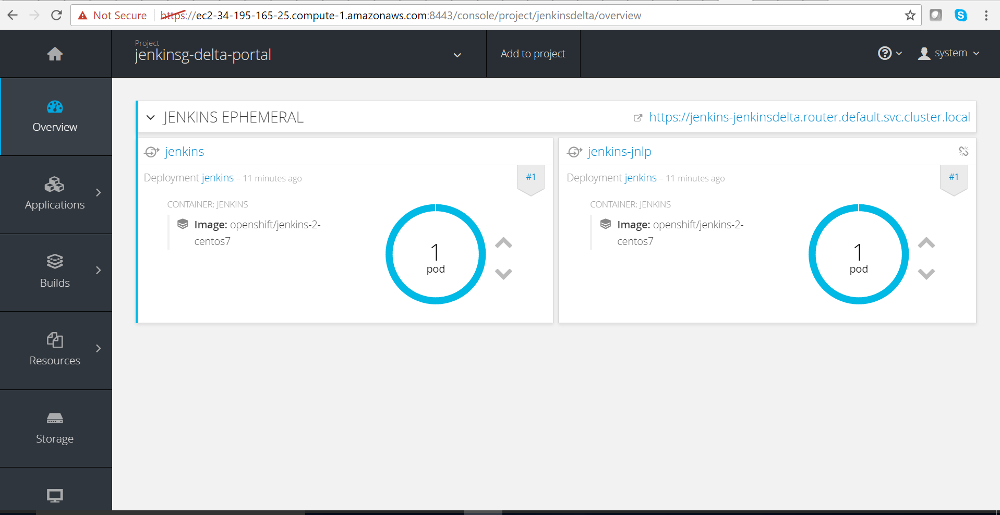 Not Secure https://ec2-34-195-165-25.compute-1.amazonaws.com:8443/console/project/jenkinsdelta/overview
Project
jenkinsg-delta-portal
Add to project
system
Overview
Applications
Builds
Resources
Storage
JENKINS EPHEMERAL
https://jenkins-jenkinsdelta.router.default.svc.cluster.local
jenkins
Deployment jenkins – 11 minutes ago
#1
CONTAINER: JENKINS
Image: openshift/jenkins-2-
centos7
1
pod
jenkins-jnlp
Deployment jenkins – 11 minutes ago
#1
CONTAINER: JENKINS
Image: openshift/jenkins-2-
centos7
1
pod